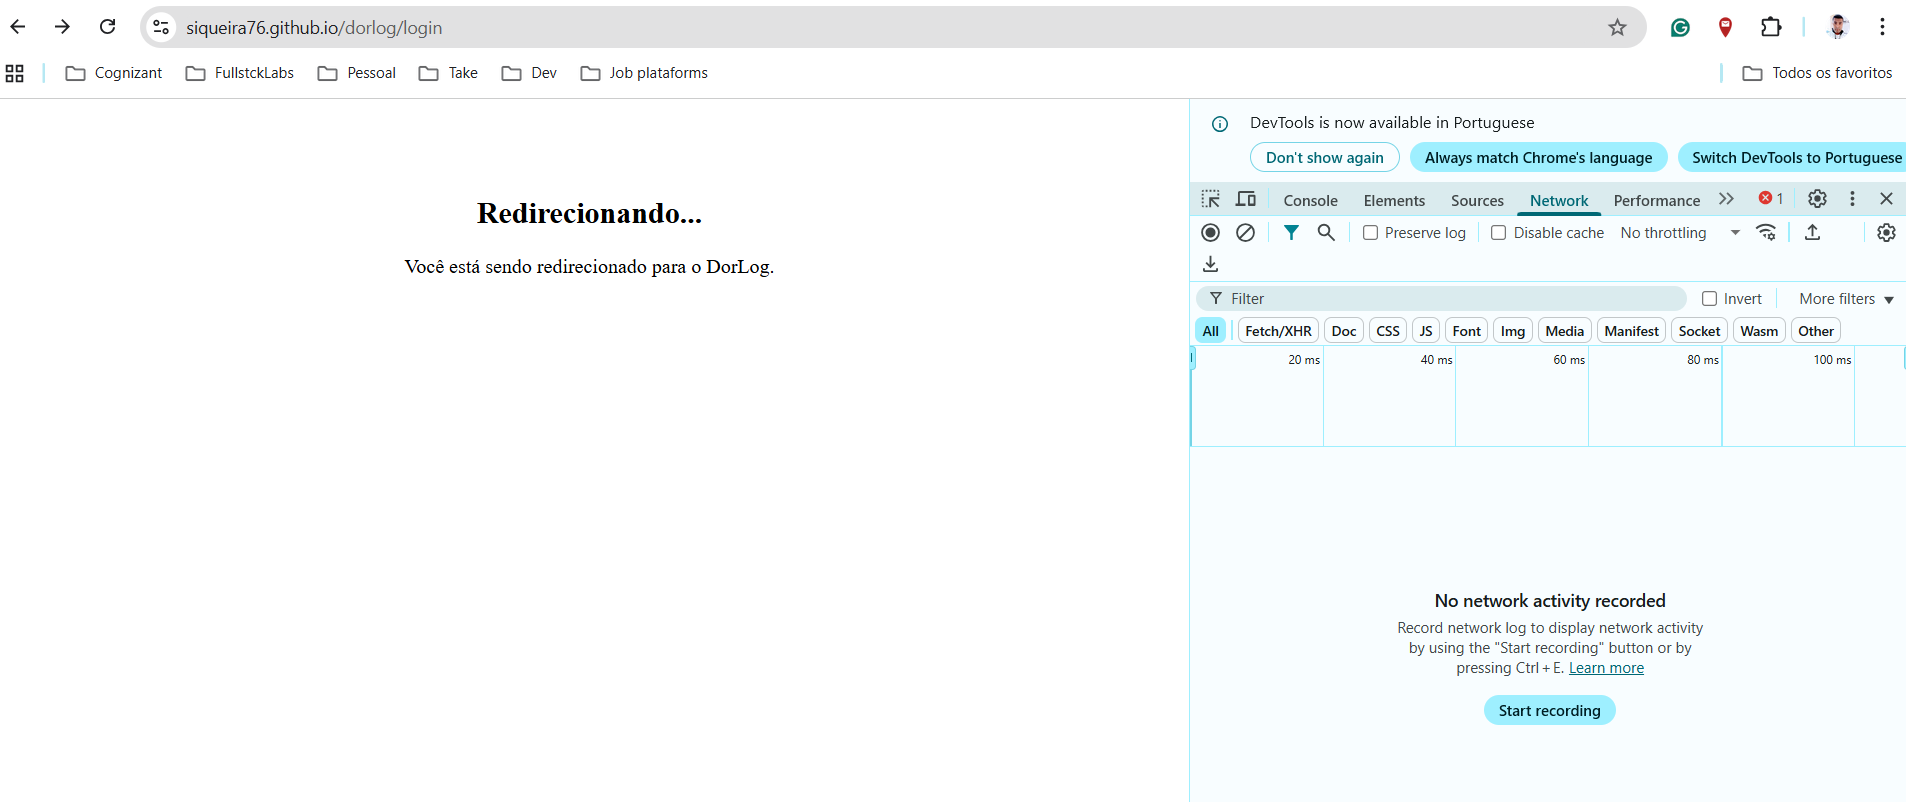 siqueira76.github.io/dorlog/login
Cognizant FullstckLabs Pessoal Take Dev Job plataforms Todos os favoritos
Redirecionando...
Você está sendo redirecionado para o DorLog.
DevTools is now available in Portuguese
Don't show again Always match Chrome's language Switch DevTools to Portuguese
Console Elements Sources Network Performance 1
Preserve log Disable cache No throttling
Filter Invert More filters
All Fetch/XHR Doc CSS JS Font Img Media Manifest Socket Wasm Other
20 ms 40 ms 60 ms 80 ms 100 ms
No network activity recorded
Record network log to display network activity
by using the "Start recording" button or by
pressing Ctrl + E. Learn more
Start recording